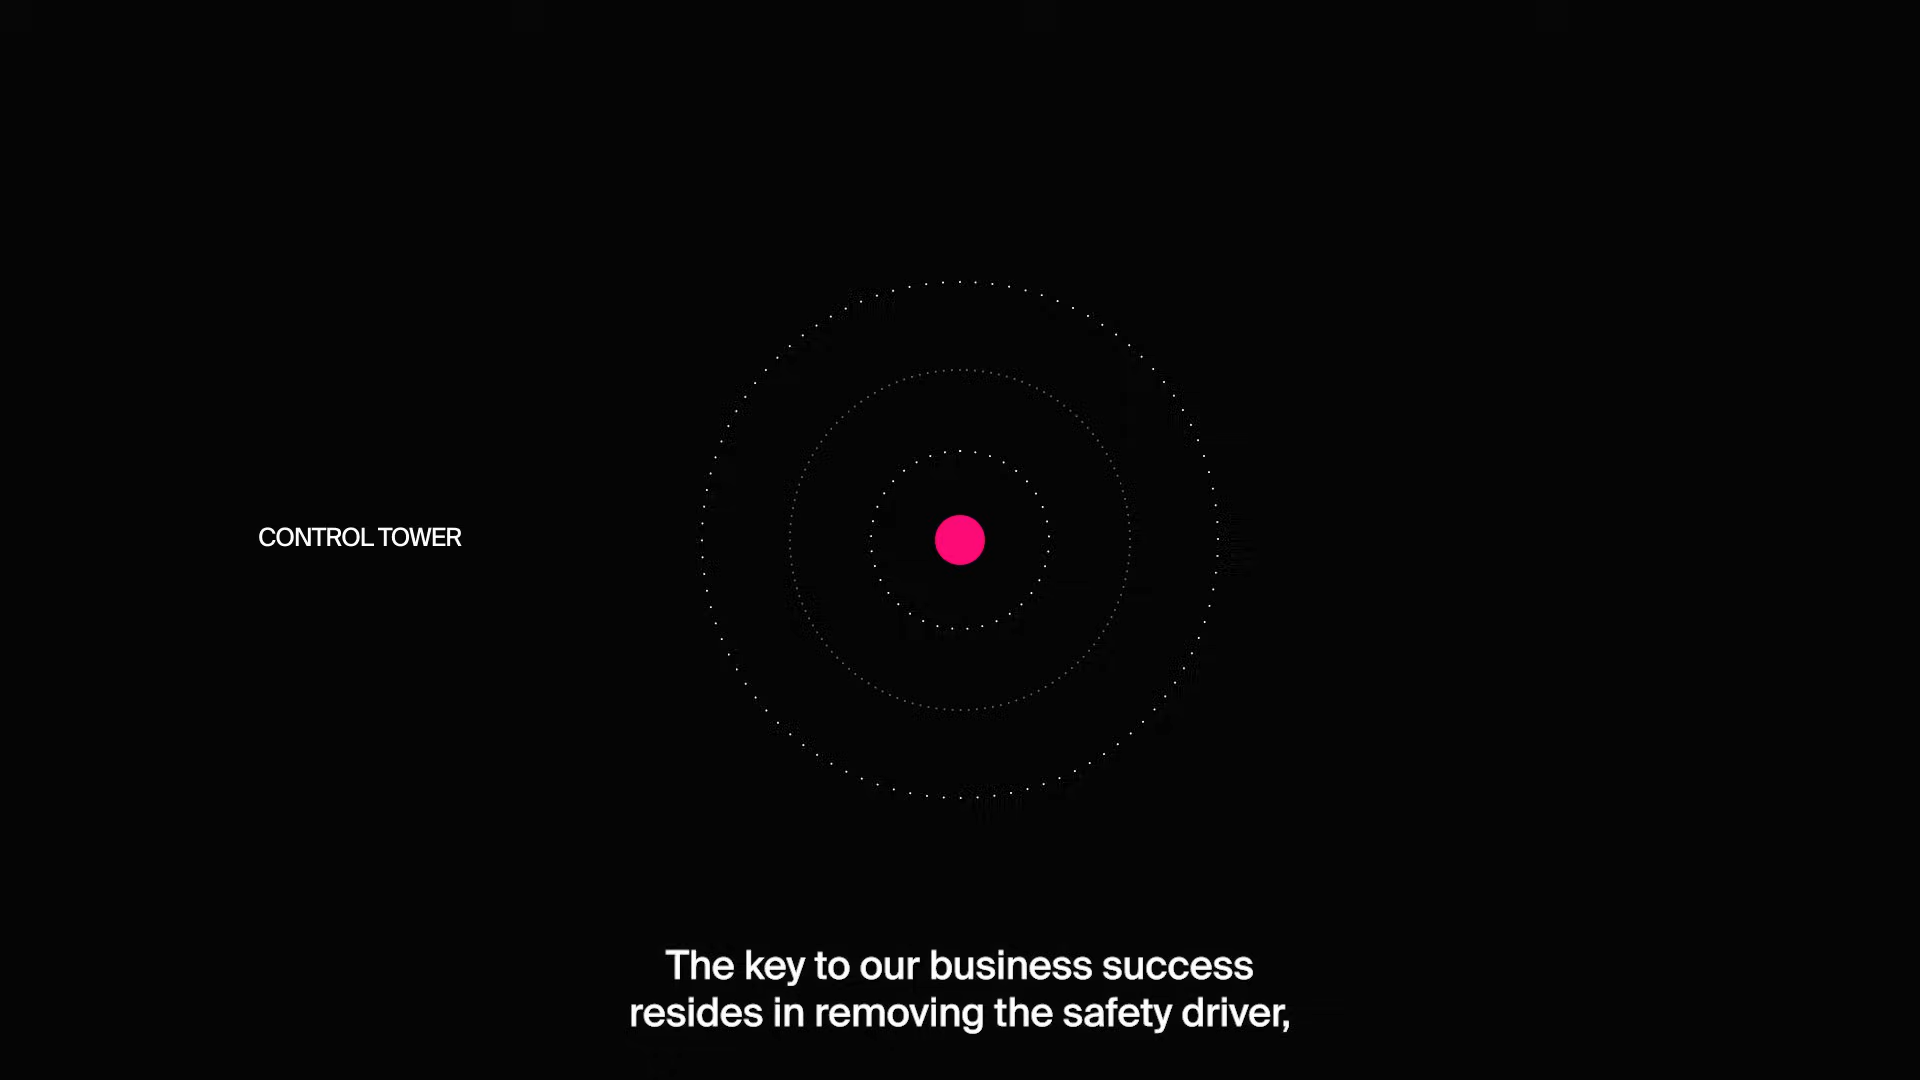 CONTROL TOWER
The key to our business success
resides in removing the safety driver,